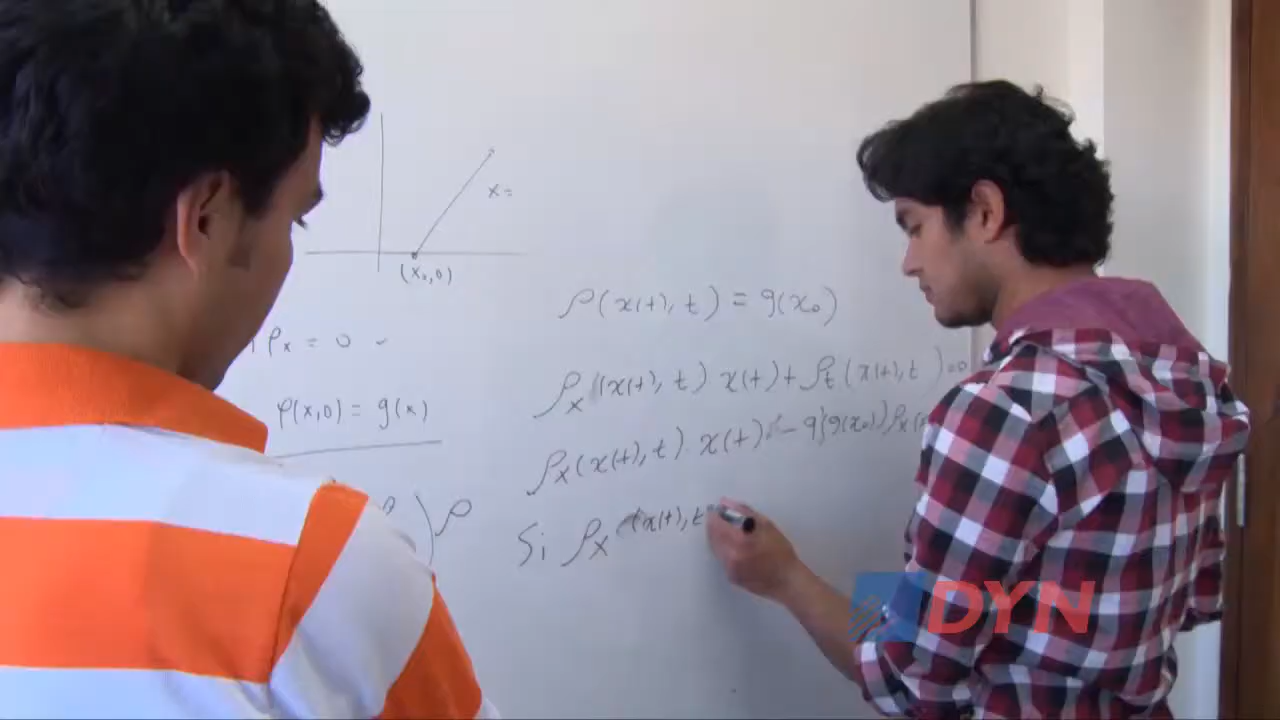 x =
(x₀,0)
ρx = 0
φ(x,0) = g(x)
ρ
ρ(x(t), t) = g(x₀)
ρx (x(t), t) ẋ(t) + ρt (x(t), t) = 0
ρx (x(t), t) · ẋ(t)
Si ρx (x(t), t
DYN